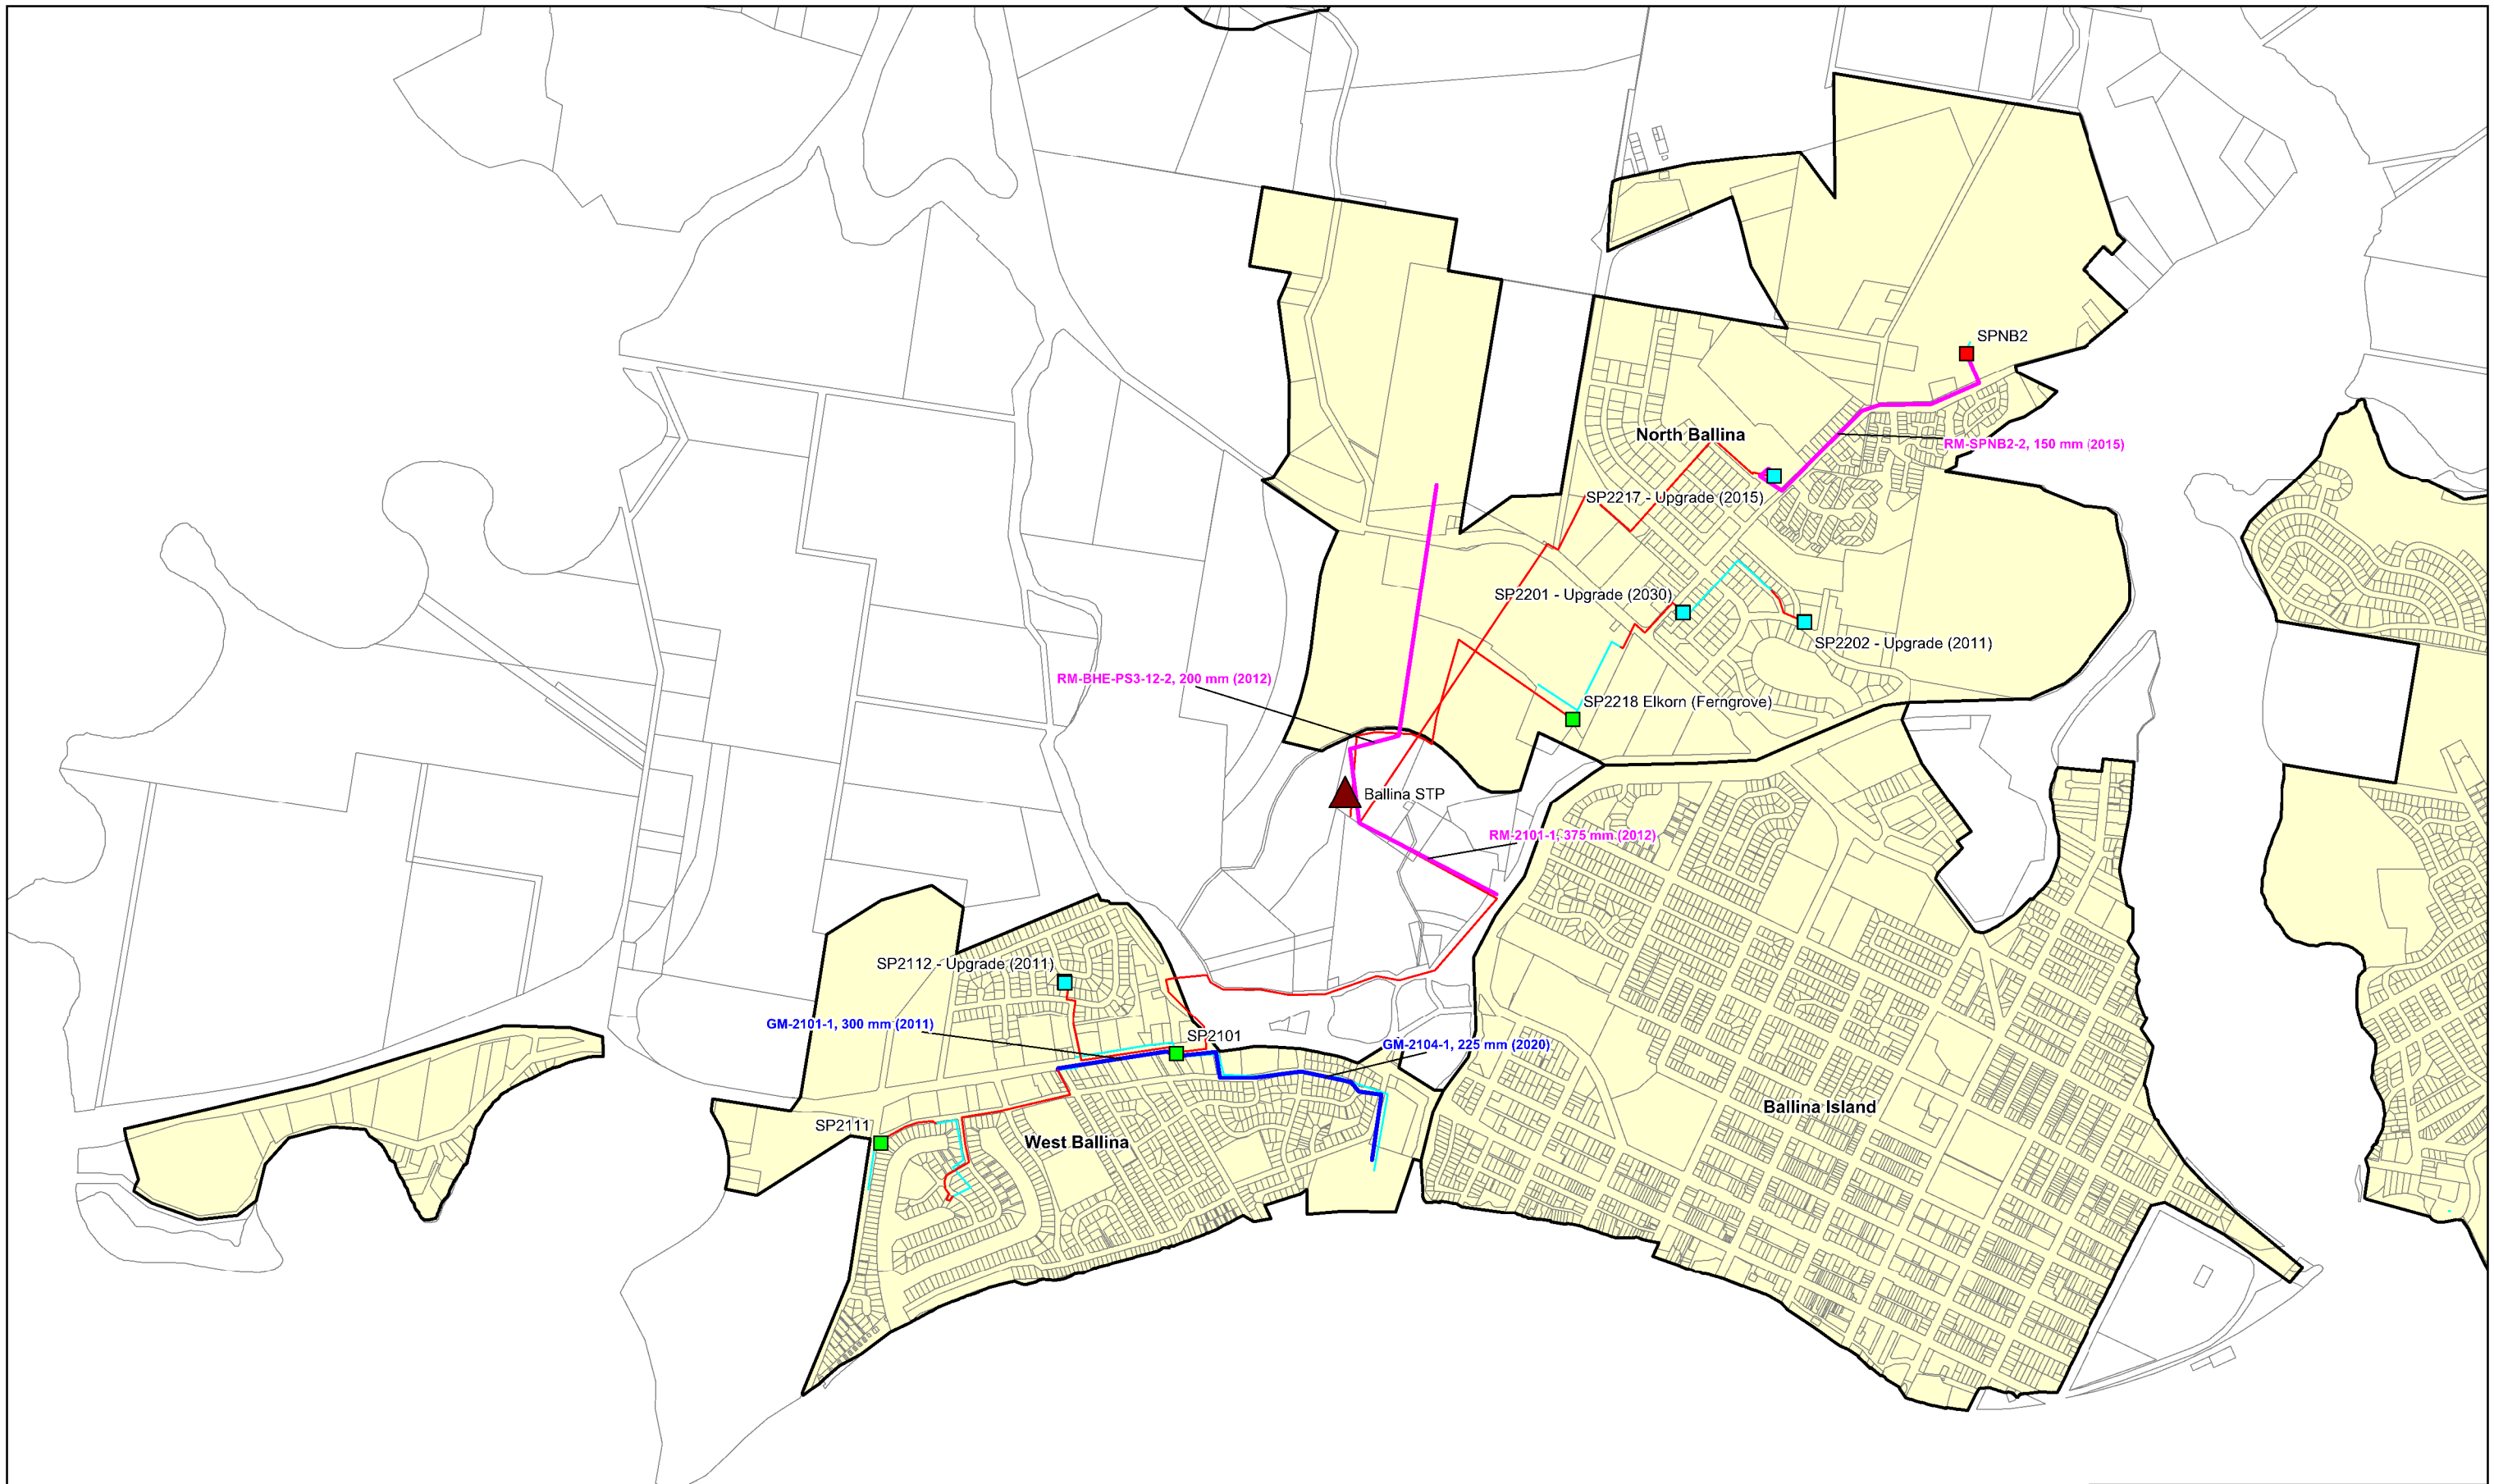 SPNB2
North Ballina
RM-SPNB2-2, 150 mm (2015)
SP2217 - Upgrade (2015)
SP2201 - Upgrade (2030)
SP2202 - Upgrade (2011)
RM-BHE-PS3-12-2, 200 mm (2012)
SP2218 Elkorn (Ferngrove)
Ballina STP
RM-2101-1, 375 mm (2012)
SP2112 - Upgrade (2011)
GM-2101-1, 300 mm (2011)
SP2101
GM-2104-1, 225 mm (2020)
Ballina Island
SP2111
West Ballina